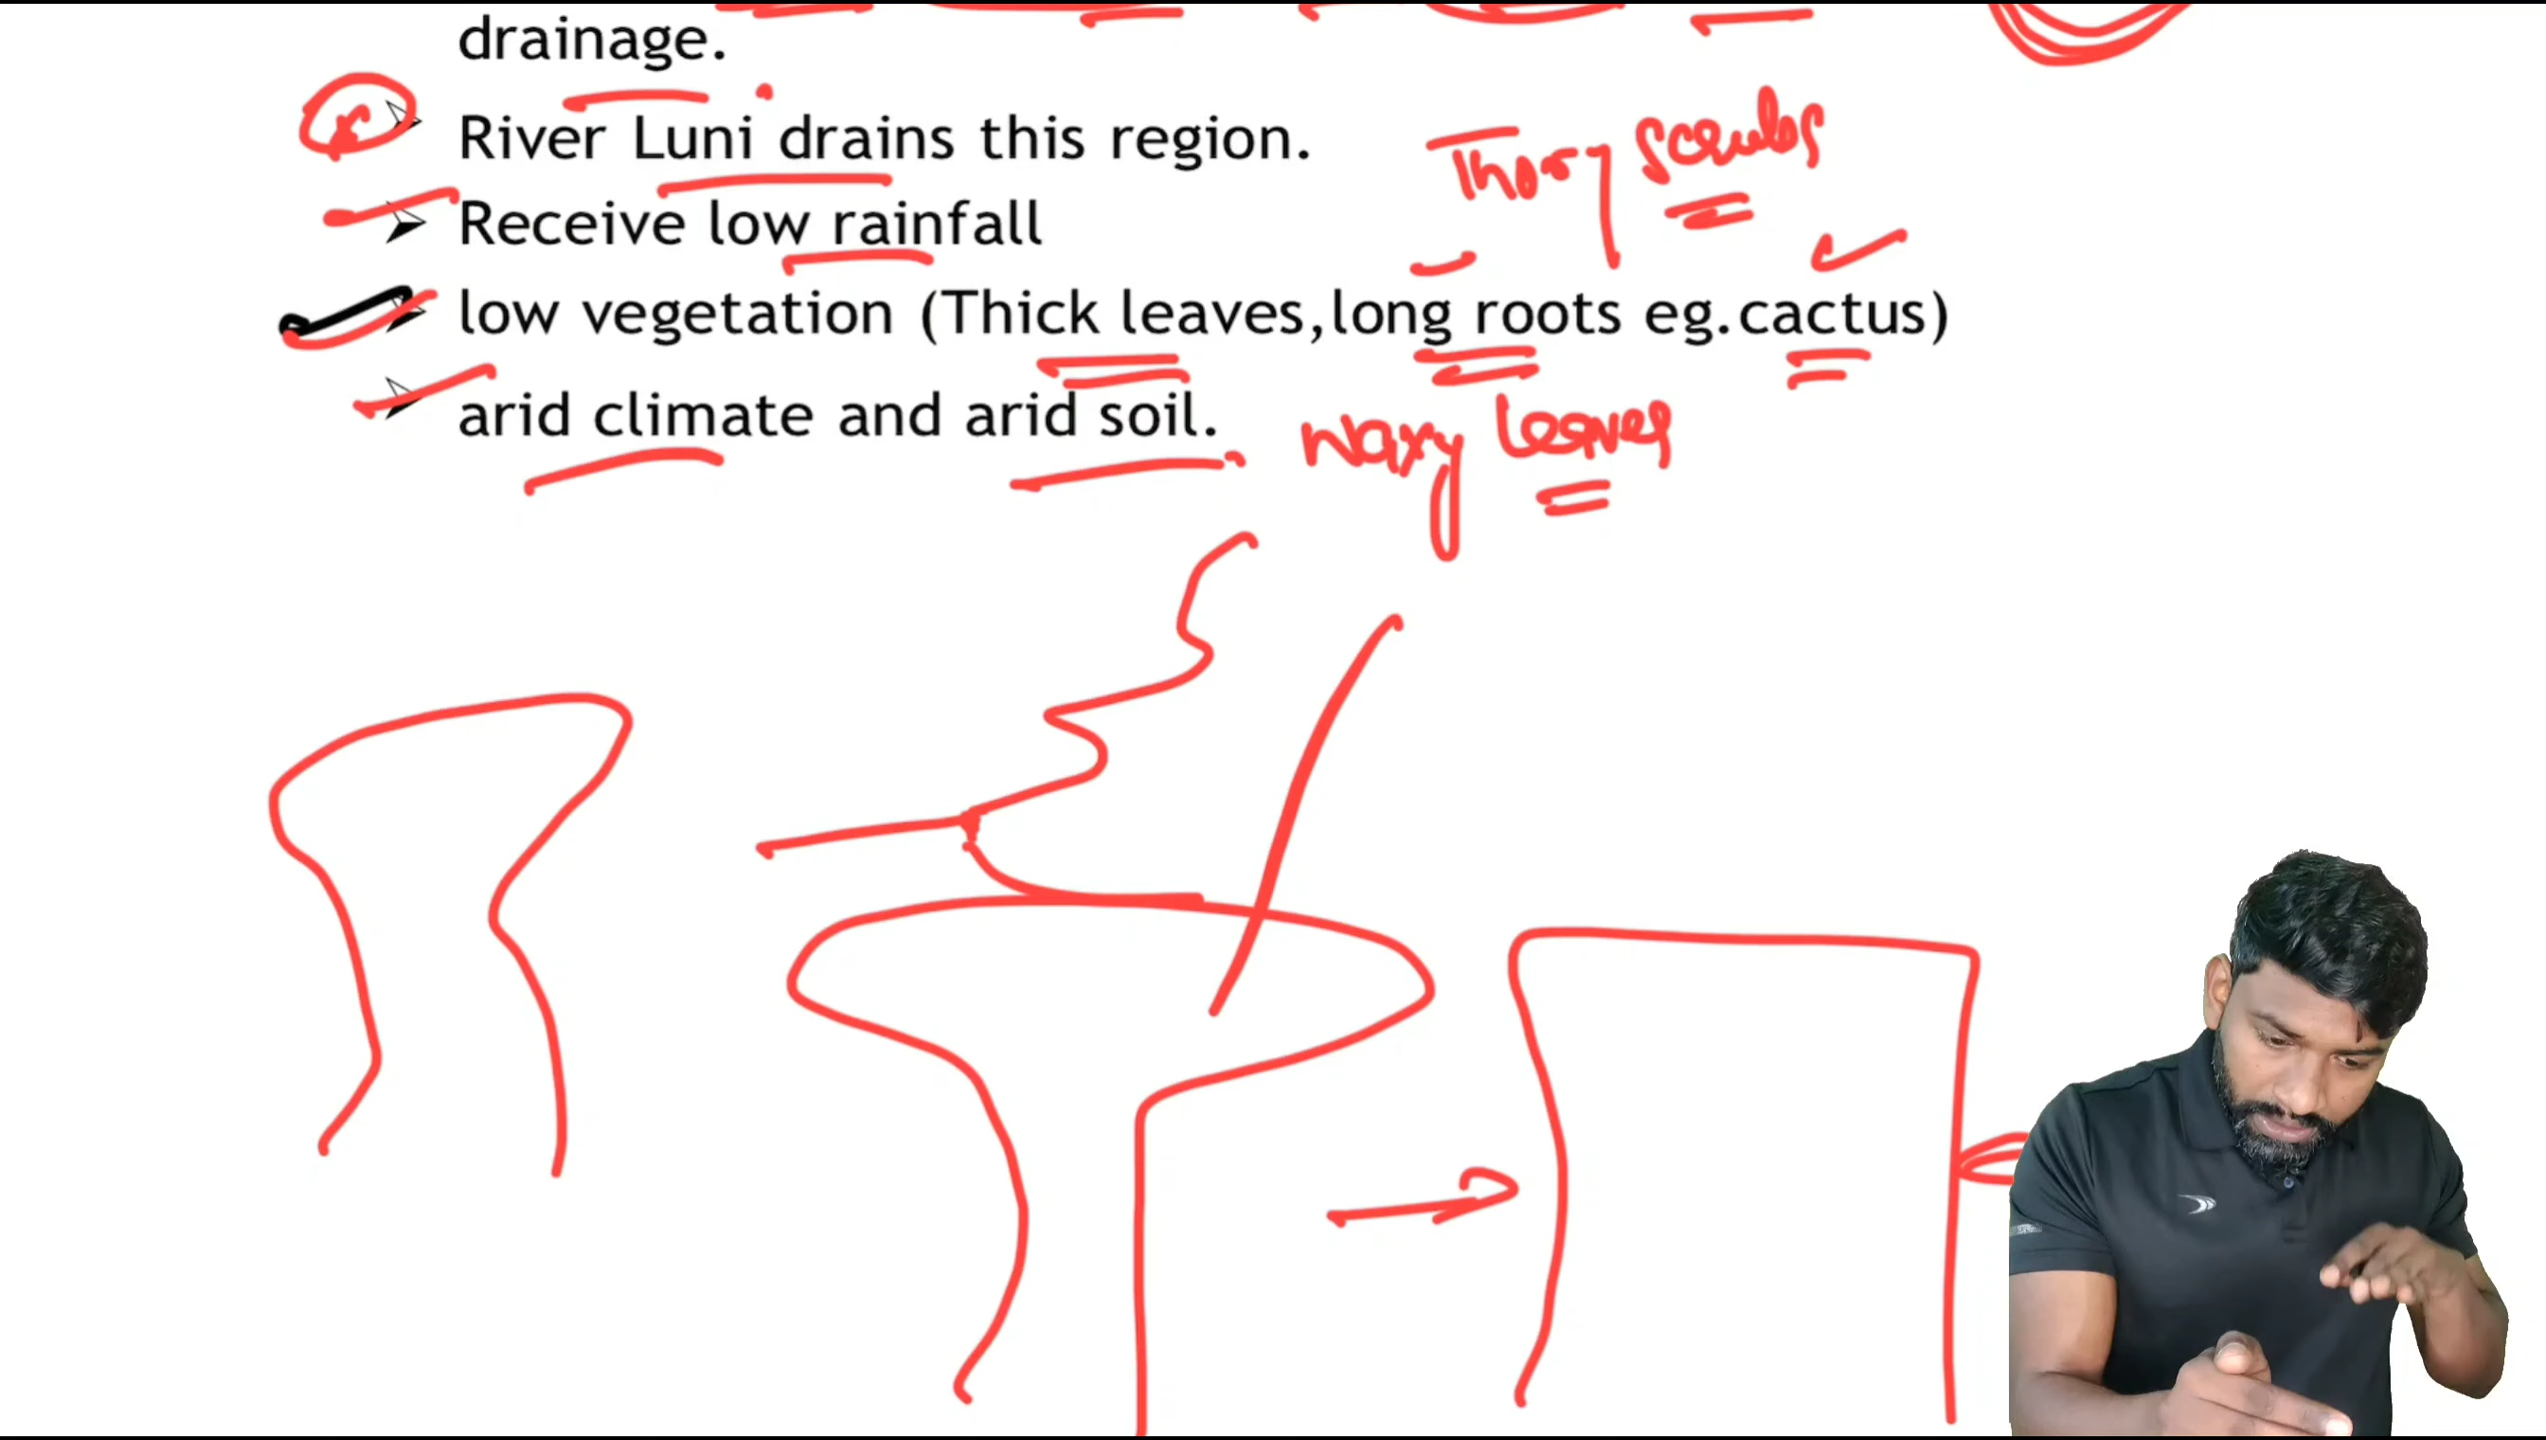 drainage.
River Luni drains this region.
Thorny scrubs
Receive low rainfall
low vegetation (Thick leaves,long roots eg.cactus)
arid climate and arid soil.
waxy leaves